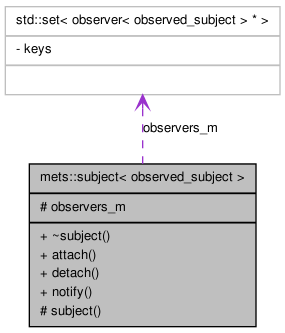 std::set< observer< observed_subject > * >
- keys
observers_m
mets::subject< observed_subject >
# observers_m
+ ~subject()
+ attach()
+ detach()
+ notify()
# subject()